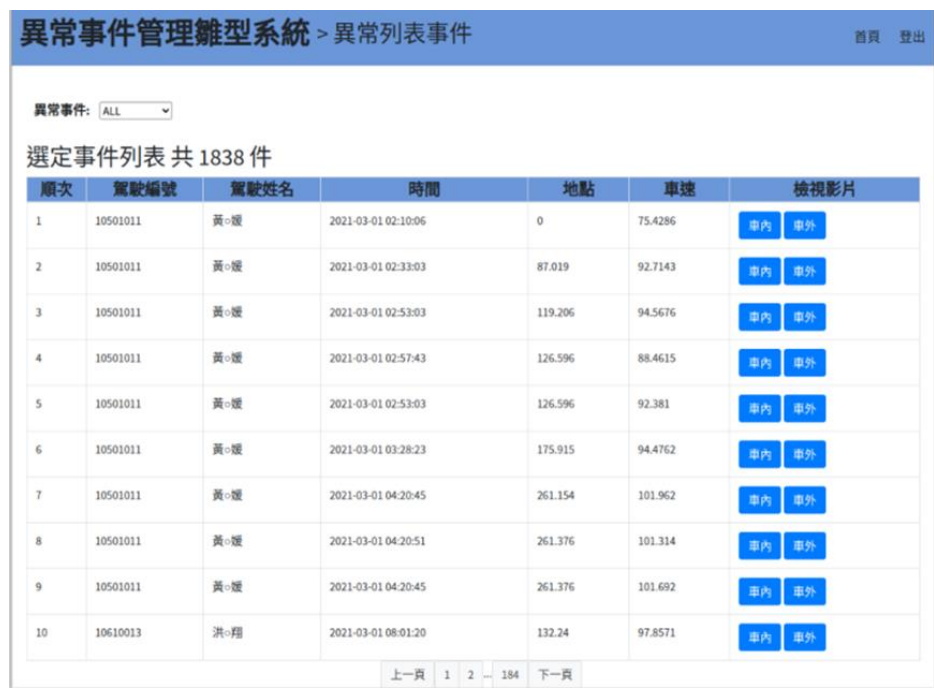 異常事件管理雛型系統 > 異常列表事件
首頁 登出
異常事件: ALL
選定事件列表 共 1838 件
順次 駕駛編號 駕駛姓名 時間 地點 車速 檢視影片
1 10501011 黃○媛 2021-03-01 02:10:06 0 75.4286 車內 車外
2 10501011 黃○媛 2021-03-01 02:33:03 87.019 92.7143 車內 車外
3 10501011 黃○媛 2021-03-01 02:53:03 119.206 94.5676 車內 車外
4 10501011 黃○媛 2021-03-01 02:57:43 126.596 88.4615 車內 車外
5 10501011 黃○媛 2021-03-01 02:53:03 126.596 92.381 車內 車外
6 10501011 黃○媛 2021-03-01 03:28:23 175.915 94.4762 車內 車外
7 10501011 黃○媛 2021-03-01 04:20:45 261.154 101.962 車內 車外
8 10501011 黃○媛 2021-03-01 04:20:51 261.376 101.314 車內 車外
9 10501011 黃○媛 2021-03-01 04:20:45 261.376 101.692 車內 車外
10 10610013 洪○翔 2021-03-01 08:01:20 132.24 97.8571 車內 車外
上一頁 1 2 ... 184 下一頁